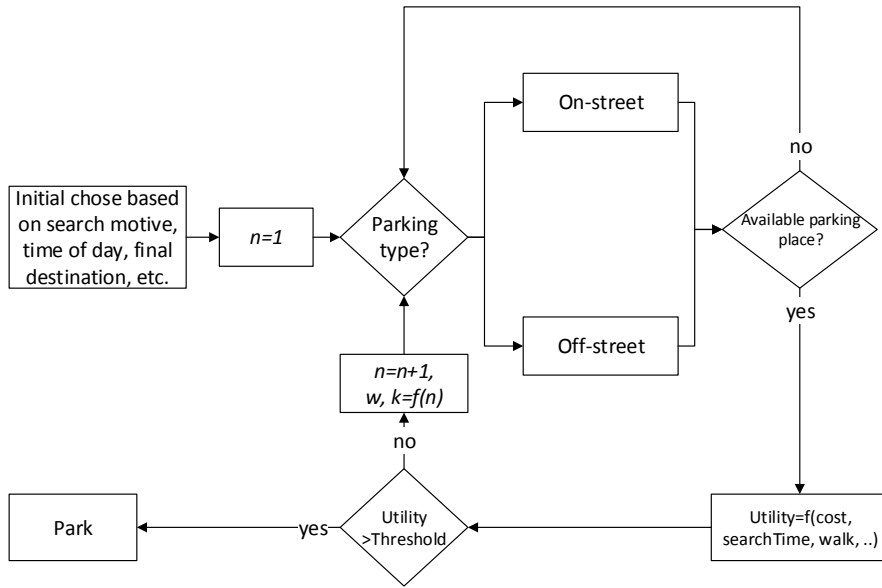 On-street
no
Initial chose based
on search motive,
time of day, final
destination, etc.
n=1
Parking
type?
Available parking
place?
yes
Off-street
n=n+1,
w, k=f(n)
no
Park
yes
Utility
>Threshold
Utility=f(cost,
searchTime, walk, ..)